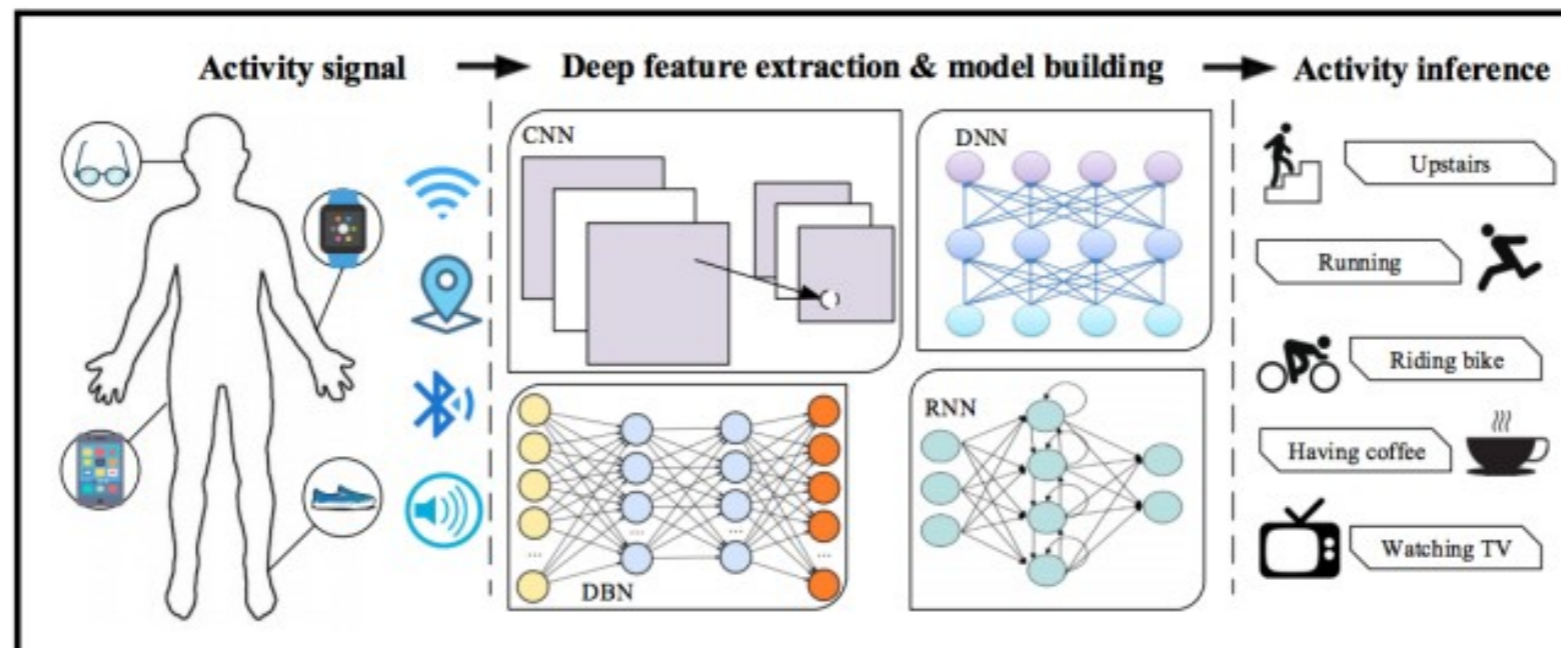 Activity signal
Deep feature extraction & model building
Activity inference
CNN
DNN
DBN
...
...
...
...
RNN
Upstairs
Running
Riding bike
Having coffee
Watching TV